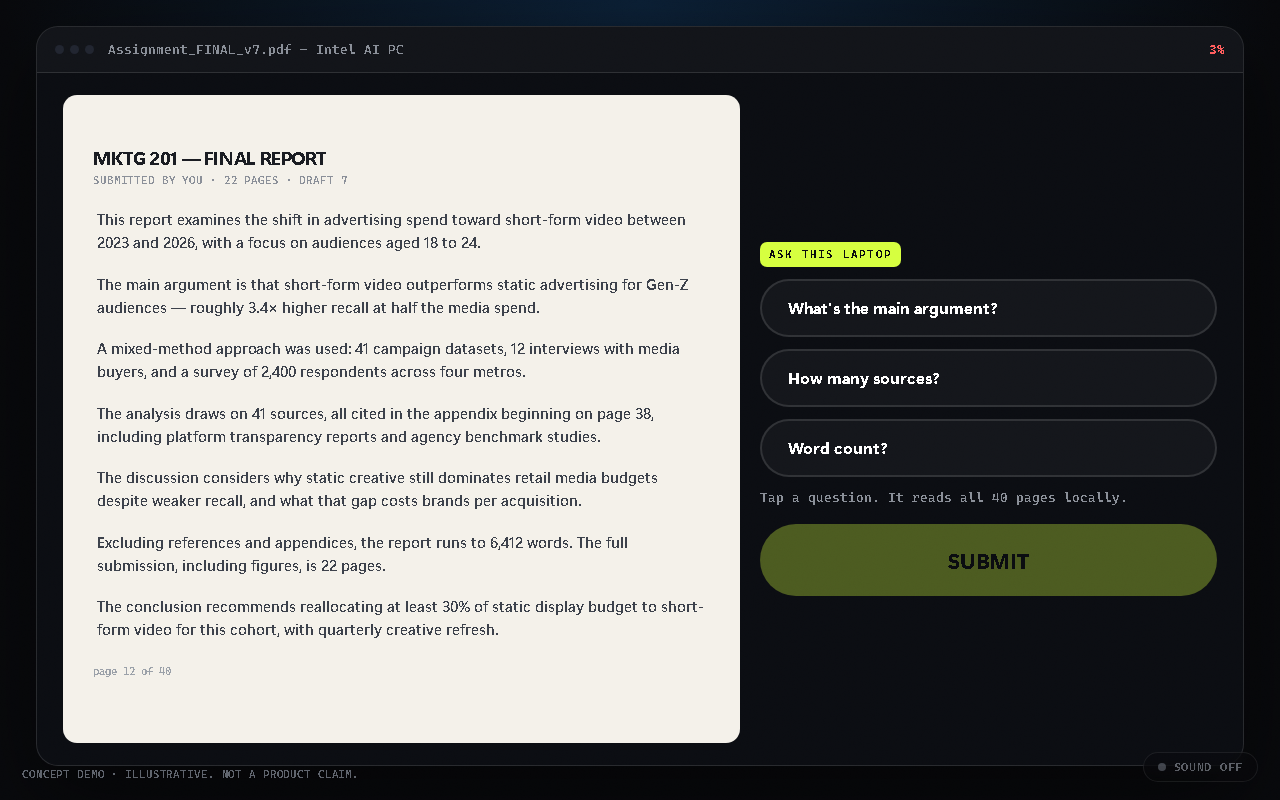 Assignment_FINAL_v7.pdf — Intel AI PC
3%
MKTG 201 — FINAL REPORT
SUBMITTED BY YOU · 22 PAGES · DRAFT 7
This report examines the shift in advertising spend toward short-form video between
2023 and 2026, with a focus on audiences aged 18 to 24.
The main argument is that short-form video outperforms static advertising for Gen-Z
audiences — roughly 3.4× higher recall at half the media spend.
A mixed-method approach was used: 41 campaign datasets, 12 interviews with media
buyers, and a survey of 2,400 respondents across four metros.
The analysis draws on 41 sources, all cited in the appendix beginning on page 38,
including platform transparency reports and agency benchmark studies.
The discussion considers why static creative still dominates retail media budgets
despite weaker recall, and what that gap costs brands per acquisition.
Excluding references and appendices, the report runs to 6,412 words. The full
submission, including figures, is 22 pages.
The conclusion recommends reallocating at least 30% of static display budget to short-
form video for this cohort, with quarterly creative refresh.
page 12 of 40
ASK THIS LAPTOP
What's the main argument?
How many sources?
Word count?
Tap a question. It reads all 40 pages locally.
SUBMIT
CONCEPT DEMO · ILLUSTRATIVE. NOT A PRODUCT CLAIM.
SOUND OFF